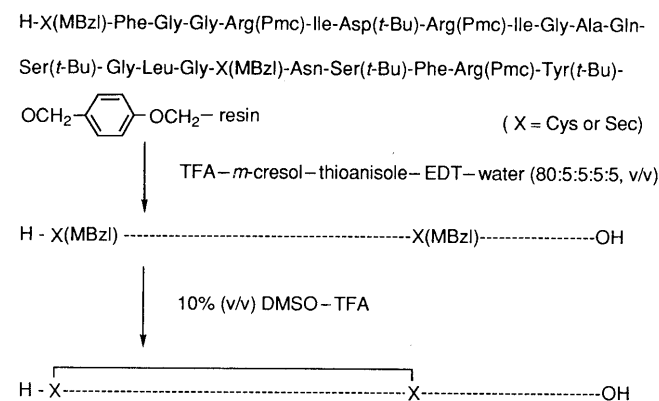 H-X(MBzl)-Phe-Gly-Gly-Arg(Pmc)-Ile-Asp(t-Bu)-Arg(Pmc)-Ile-Gly-Ala-Gln-
Ser(t-Bu)- Gly-Leu-Gly-X(MBzl)-Asn-Ser(t-Bu)-Phe-Arg(Pmc)-Tyr(t-Bu)-
OCH2-OCH2– resin
( X = Cys or Sec)
TFA–m-cresol–thioanisole–EDT–water (80:5:5:5:5, v/v)
H - X(MBzl) ------------------------------------X(MBzl)--------------OH
10% (v/v) DMSO–TFA
H - X-------------------------------------------X----------------------OH